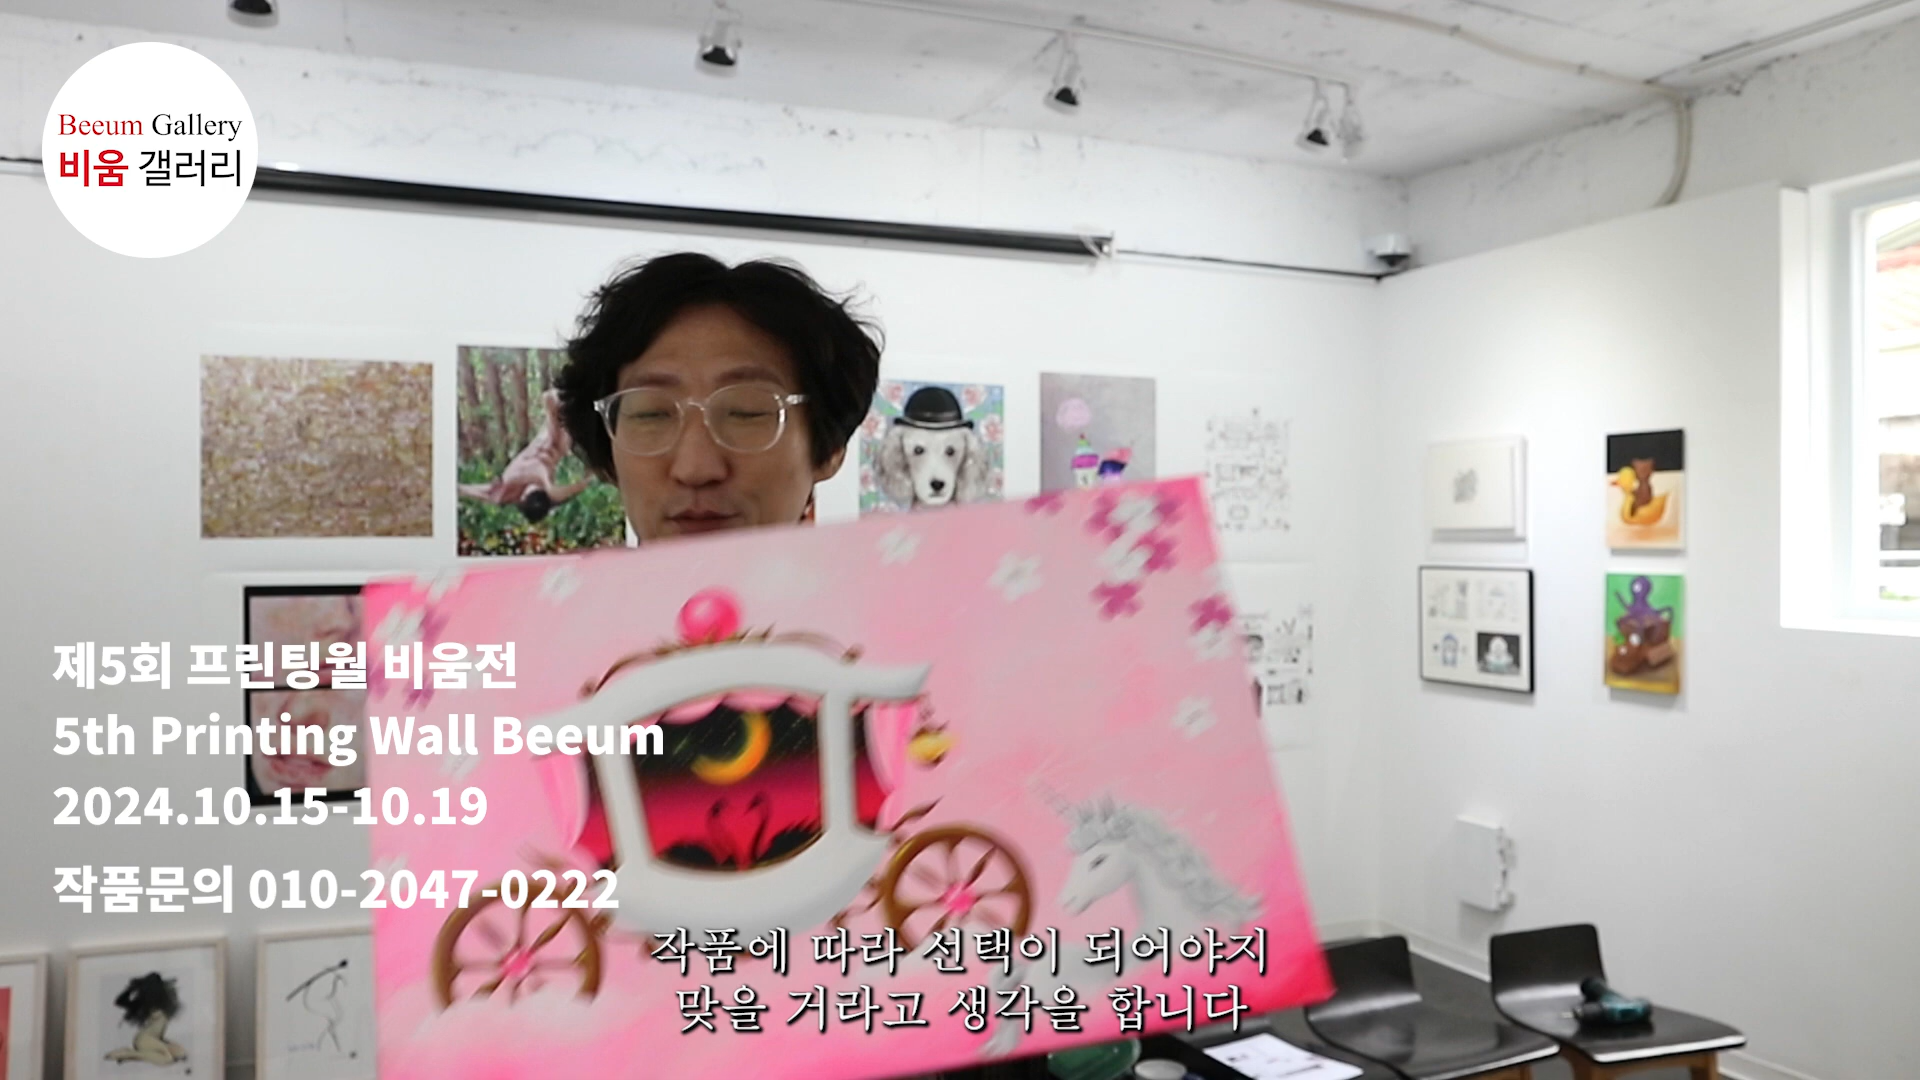 Beeum Gallery
비움 갤러리
제5회 프린팅월 비움전
5th Printing Wall Beeum
2024.10.15-10.19
작품문의 010-2047-0222
작품에 따라 선택이 되어야지
맞을 거라고 생각을 합니다